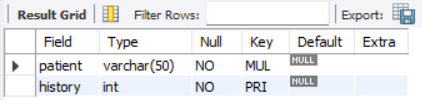 Result Grid Filter Rows: Export:
Field Type Null Key Default Extra
patient varchar(50) NO MUL NULL
history int NO PRI NULL